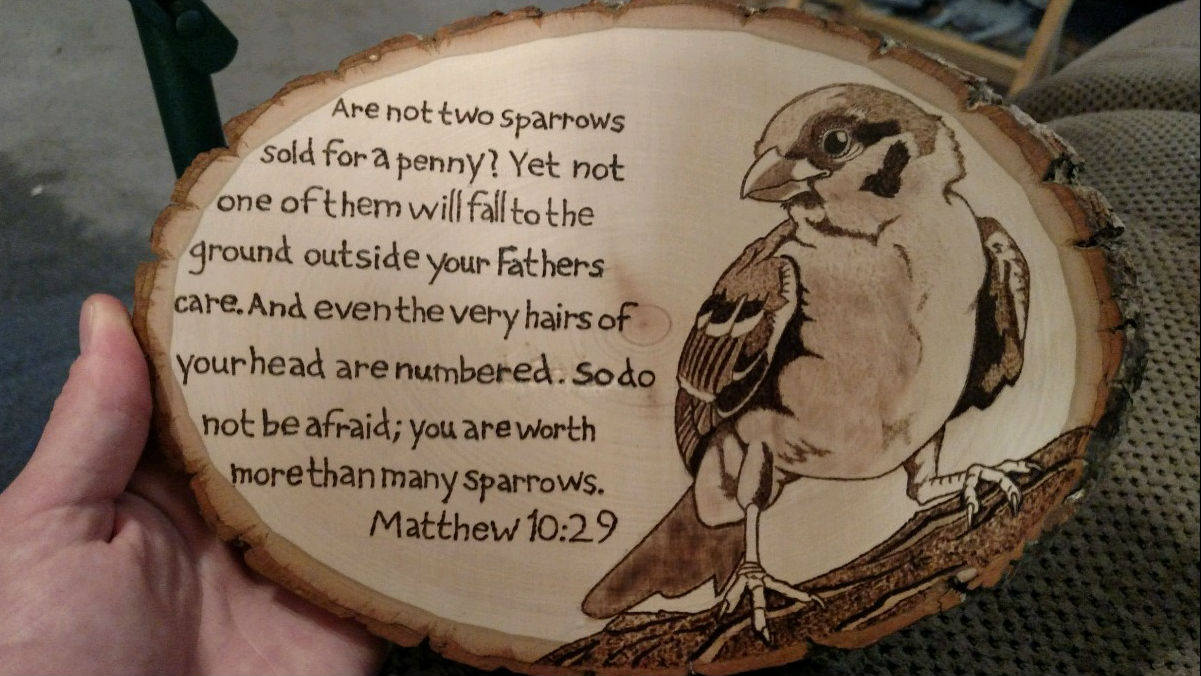 Are not two sparrows
sold for a penny? Yet not
one of them will fall to the
ground outside your Fathers
care. And even the very hairs of
your head are numbered. So do
not be afraid; you are worth
more than many sparrows.
Matthew 10:29